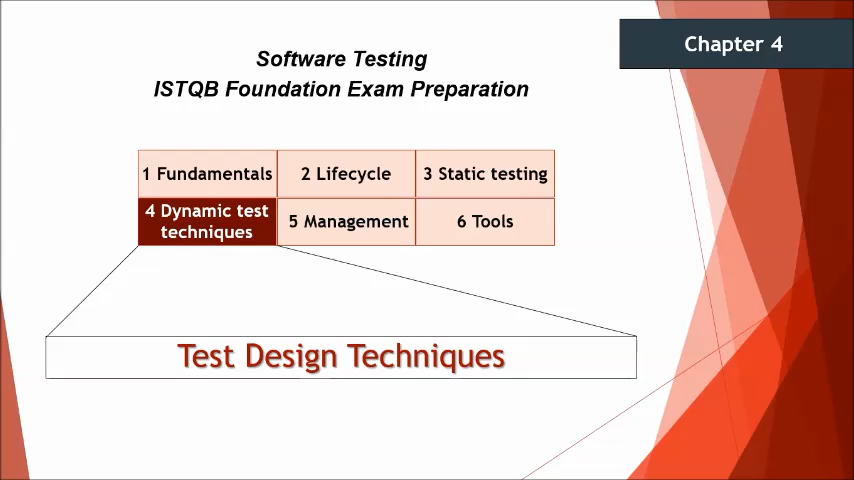 Chapter 4
Software Testing
ISTQB Foundation Exam Preparation
1 Fundamentals
2 Lifecycle
3 Static testing
4 Dynamic test
techniques
5 Management
6 Tools
Test Design Techniques